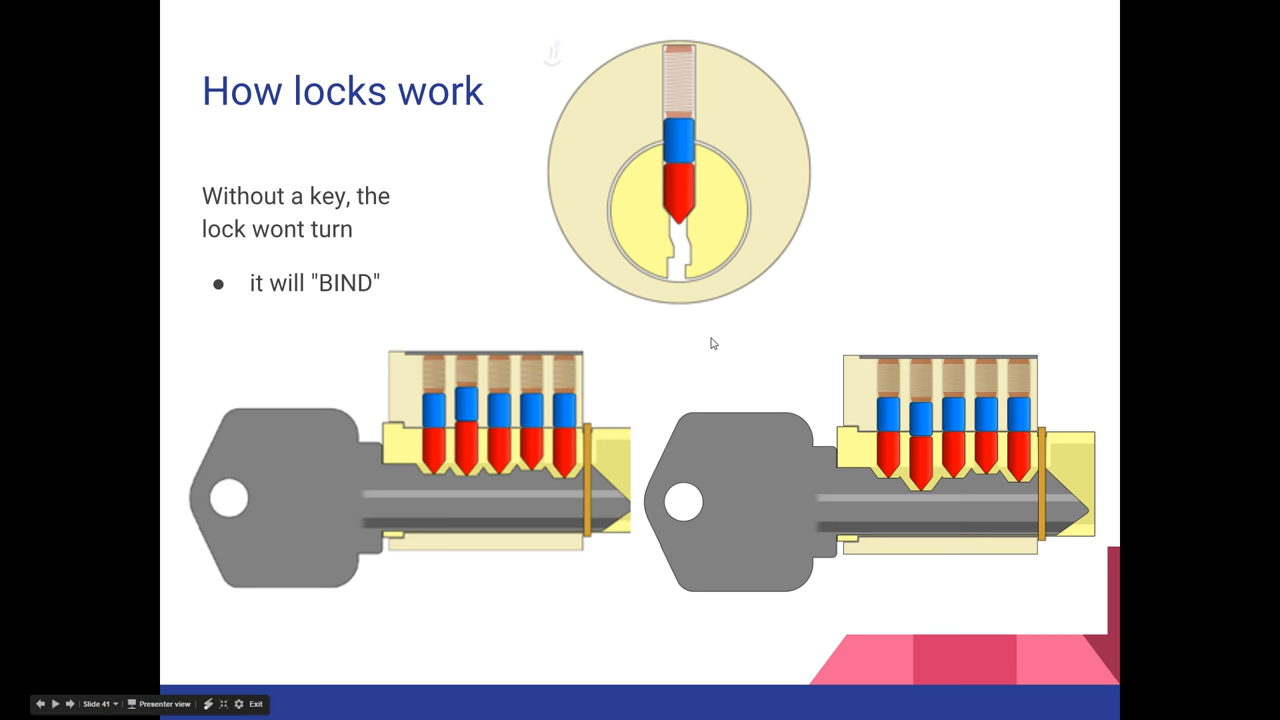 How locks work
Without a key, the
lock wont turn
● it will "BIND"
Slide 41
Presenter view
Exit